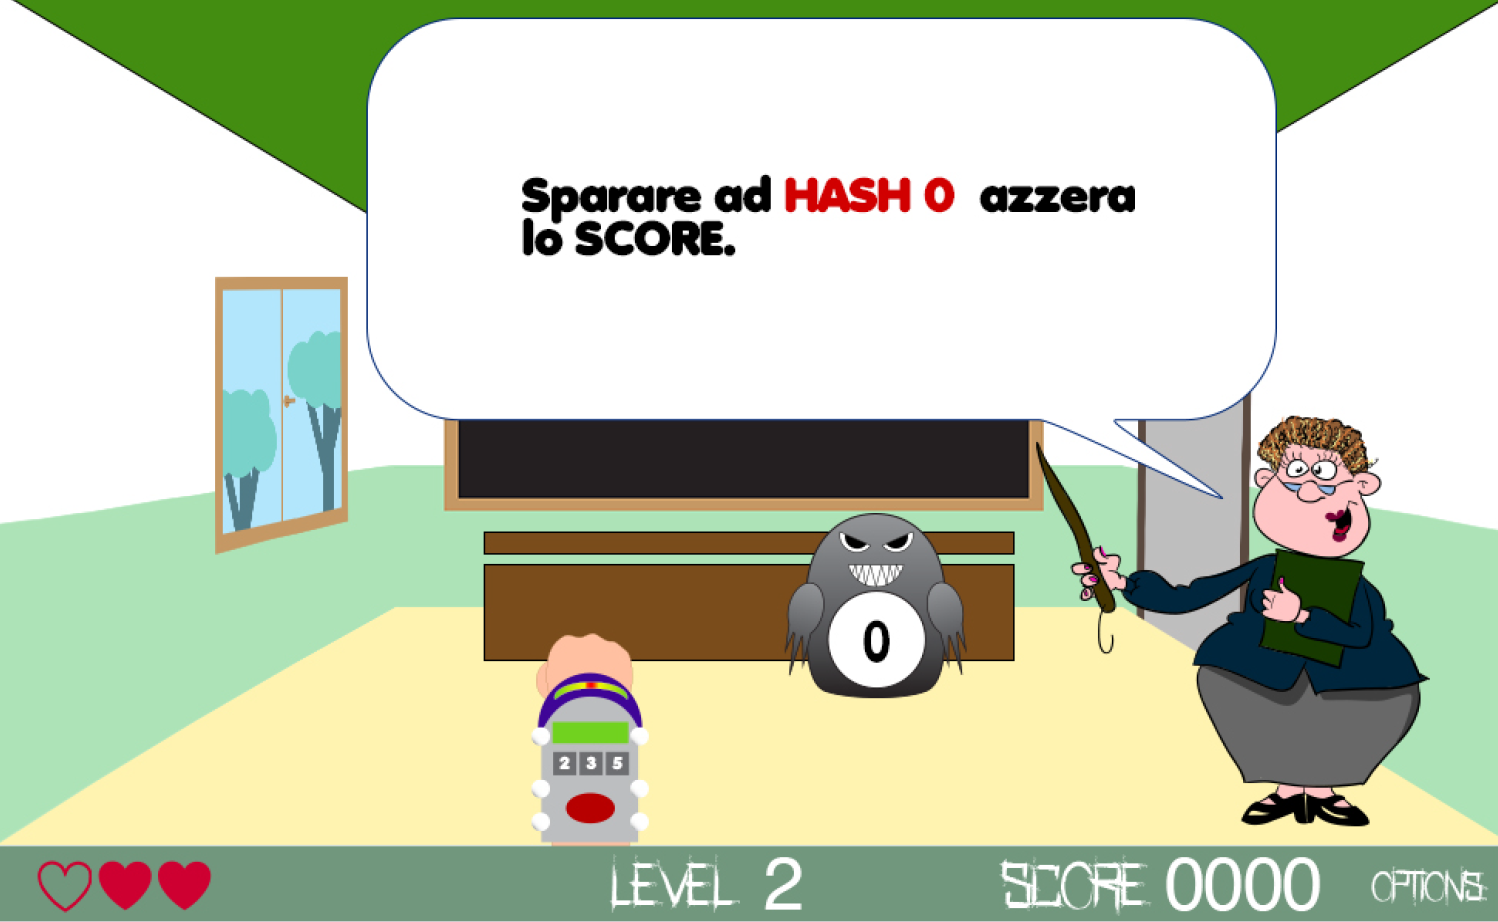 Sparare ad HASH 0 azzera
lo SCORE.
0
2 3 5
LEVEL 2 SCORE 0000 OPTIONS